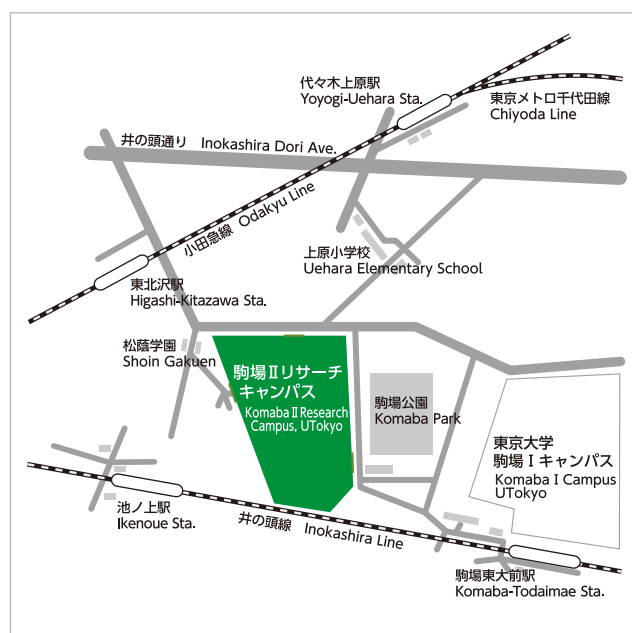 代々木上原駅
Yoyogi-Uehara Sta.
東京メトロ千代田線
Chiyoda Line
井の頭通り Inokashira Dori Ave.
小田急線 Odakyu Line
上原小学校
Uehara Elementary School
東北沢駅
Higashi-Kitazawa Sta.
松蔭学園
Shoin Gakuen
駒場Ⅱリサーチ
キャンパス
Komaba Ⅱ Research
Campus, UTokyo
駒場公園
Komaba Park
東京大学
駒場Ⅰキャンパス
Komaba Ⅰ Campus
UTokyo
池ノ上駅
Ikenoue Sta.
井の頭線 Inokashira Line
駒場東大前駅
Komaba-Todaimae Sta.